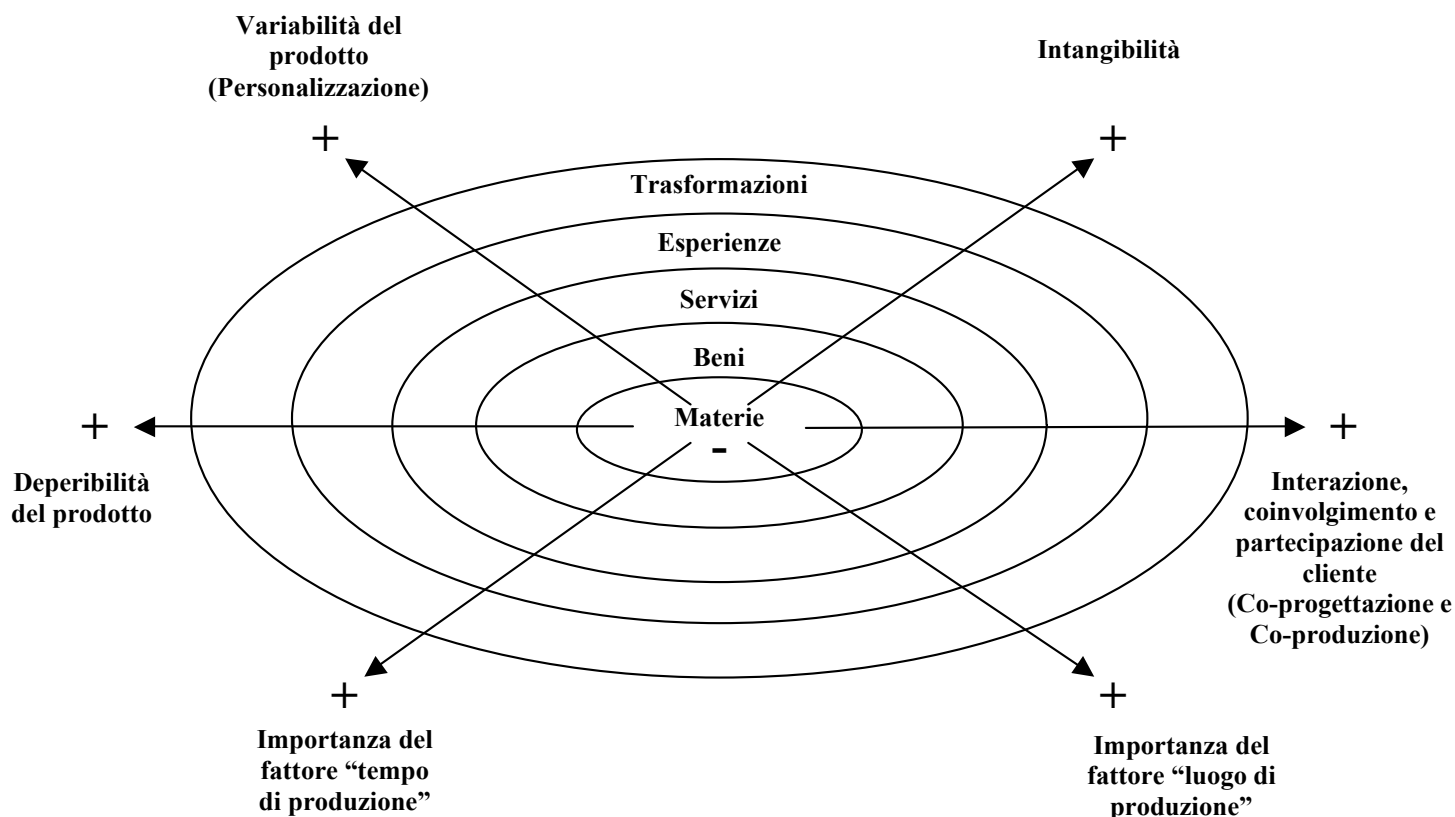 Variabilità del
prodotto
(Personalizzazione)
Intangibilità
+
+
Trasformazioni
Esperienze
Servizi
Beni
Materie
-
+
+
Deperibilità
del prodotto
Interazione,
coinvolgimento e
partecipazione del
cliente
(Co-progettazione e
Co-produzione)
+
+
Importanza del
fattore “tempo
di produzione”
Importanza del
fattore “luogo di
produzione”